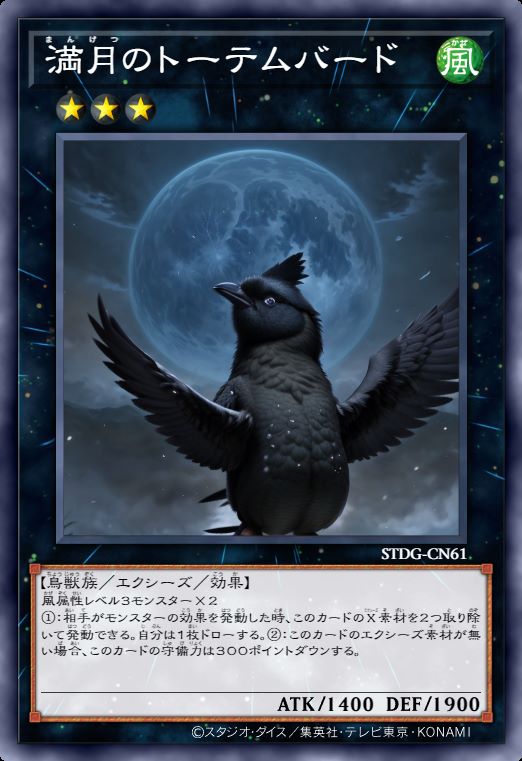 満月のトーテムバード
風
STDG-CN61
【鳥獣族／エクシーズ／効果】
風属性レベル3モンスター×2
①：相手がモンスターの効果を発動した時、このカードのX素材を2つ取り除
いて発動できる。自分は1枚ドローする。②：このカードのエクシーズ素材が無
い場合、このカードの守備力は300ポイントダウンする。
ATK/1400 DEF/1900
©スタジオ・ダイス／集英社・テレビ東京・KONAMI